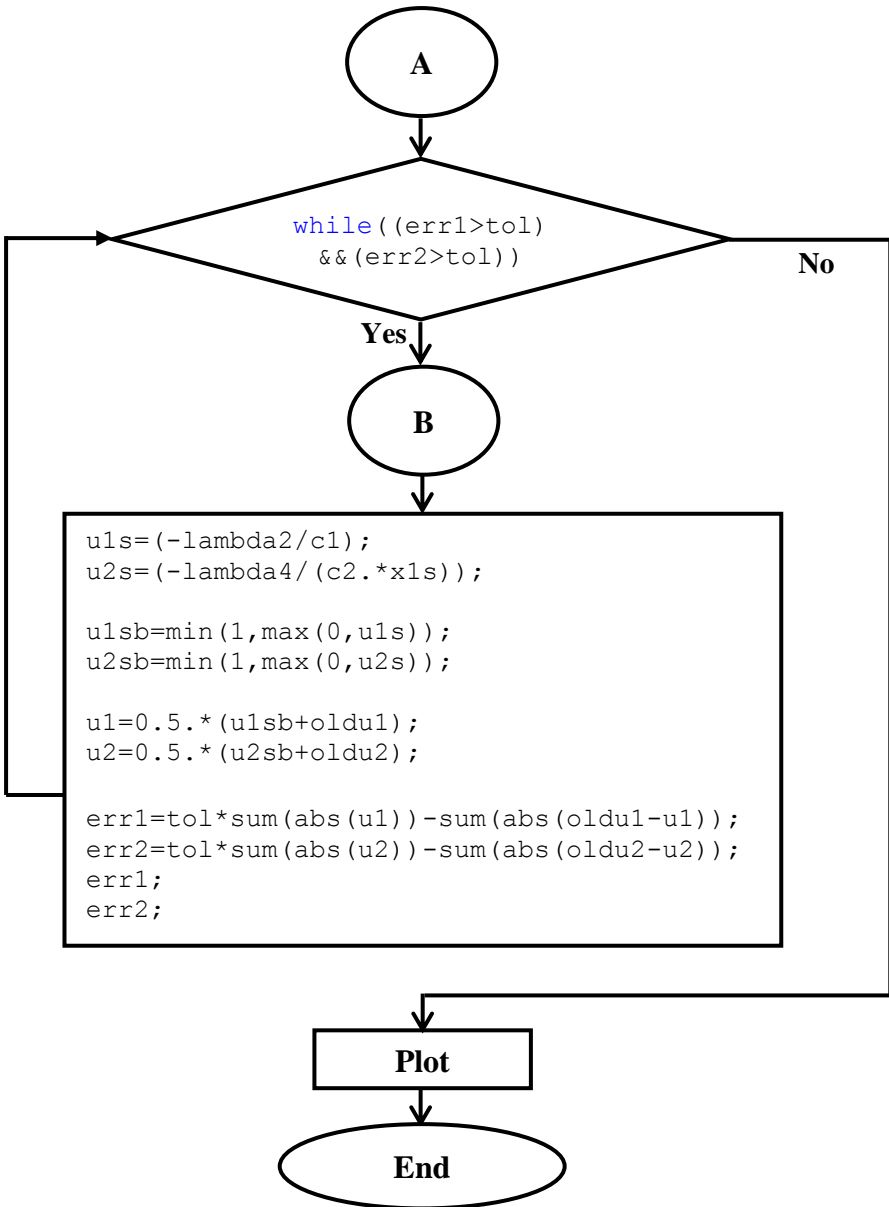 A
while((err1>tol)
&&(err2>tol))
No
Yes
B
u1s=(-lambda2/c1);
u2s=(-lambda4/(c2.*x1s));
u1sb=min(1,max(0,u1s));
u2sb=min(1,max(0,u2s));
u1=0.5.*(u1sb+oldu1);
u2=0.5.*(u2sb+oldu2);
err1=tol*sum(abs(u1))-sum(abs(oldu1-u1));
err2=tol*sum(abs(u2))-sum(abs(oldu2-u2));
err1;
err2;
Plot
End